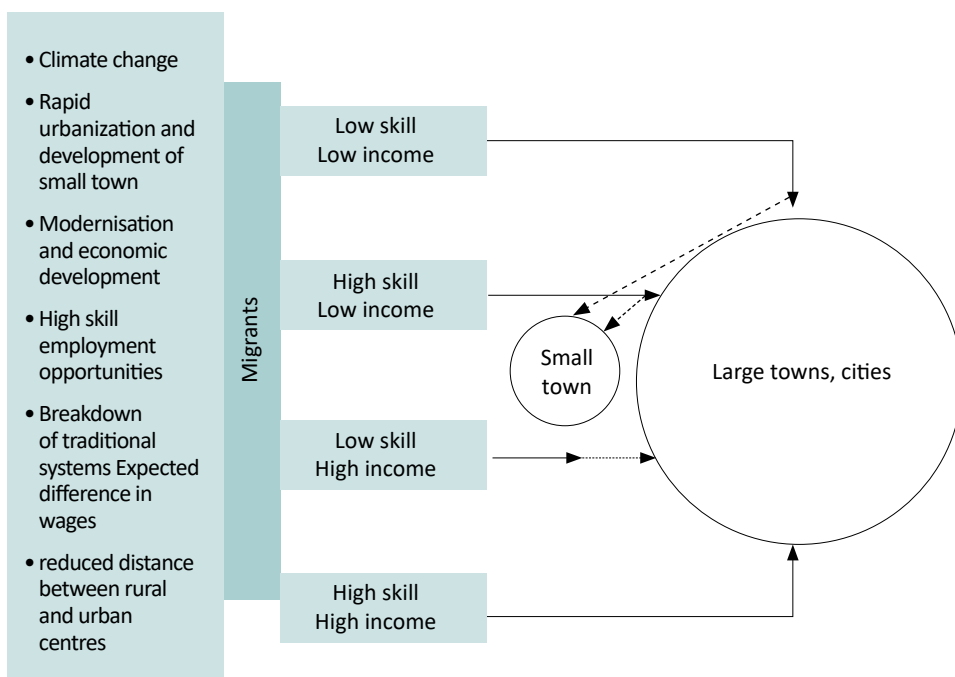 • Climate change
• Rapid
urbanization and
development of
small town
• Modernisation
and economic
development
• High skill
employment
opportunities
• Breakdown
of traditional
systems Expected
difference in
wages
• reduced distance
between rural
and urban
centres
Migrants
Low skill
Low income
High skill
Low income
Low skill
High income
High skill
High income
Small
town
Large towns, cities